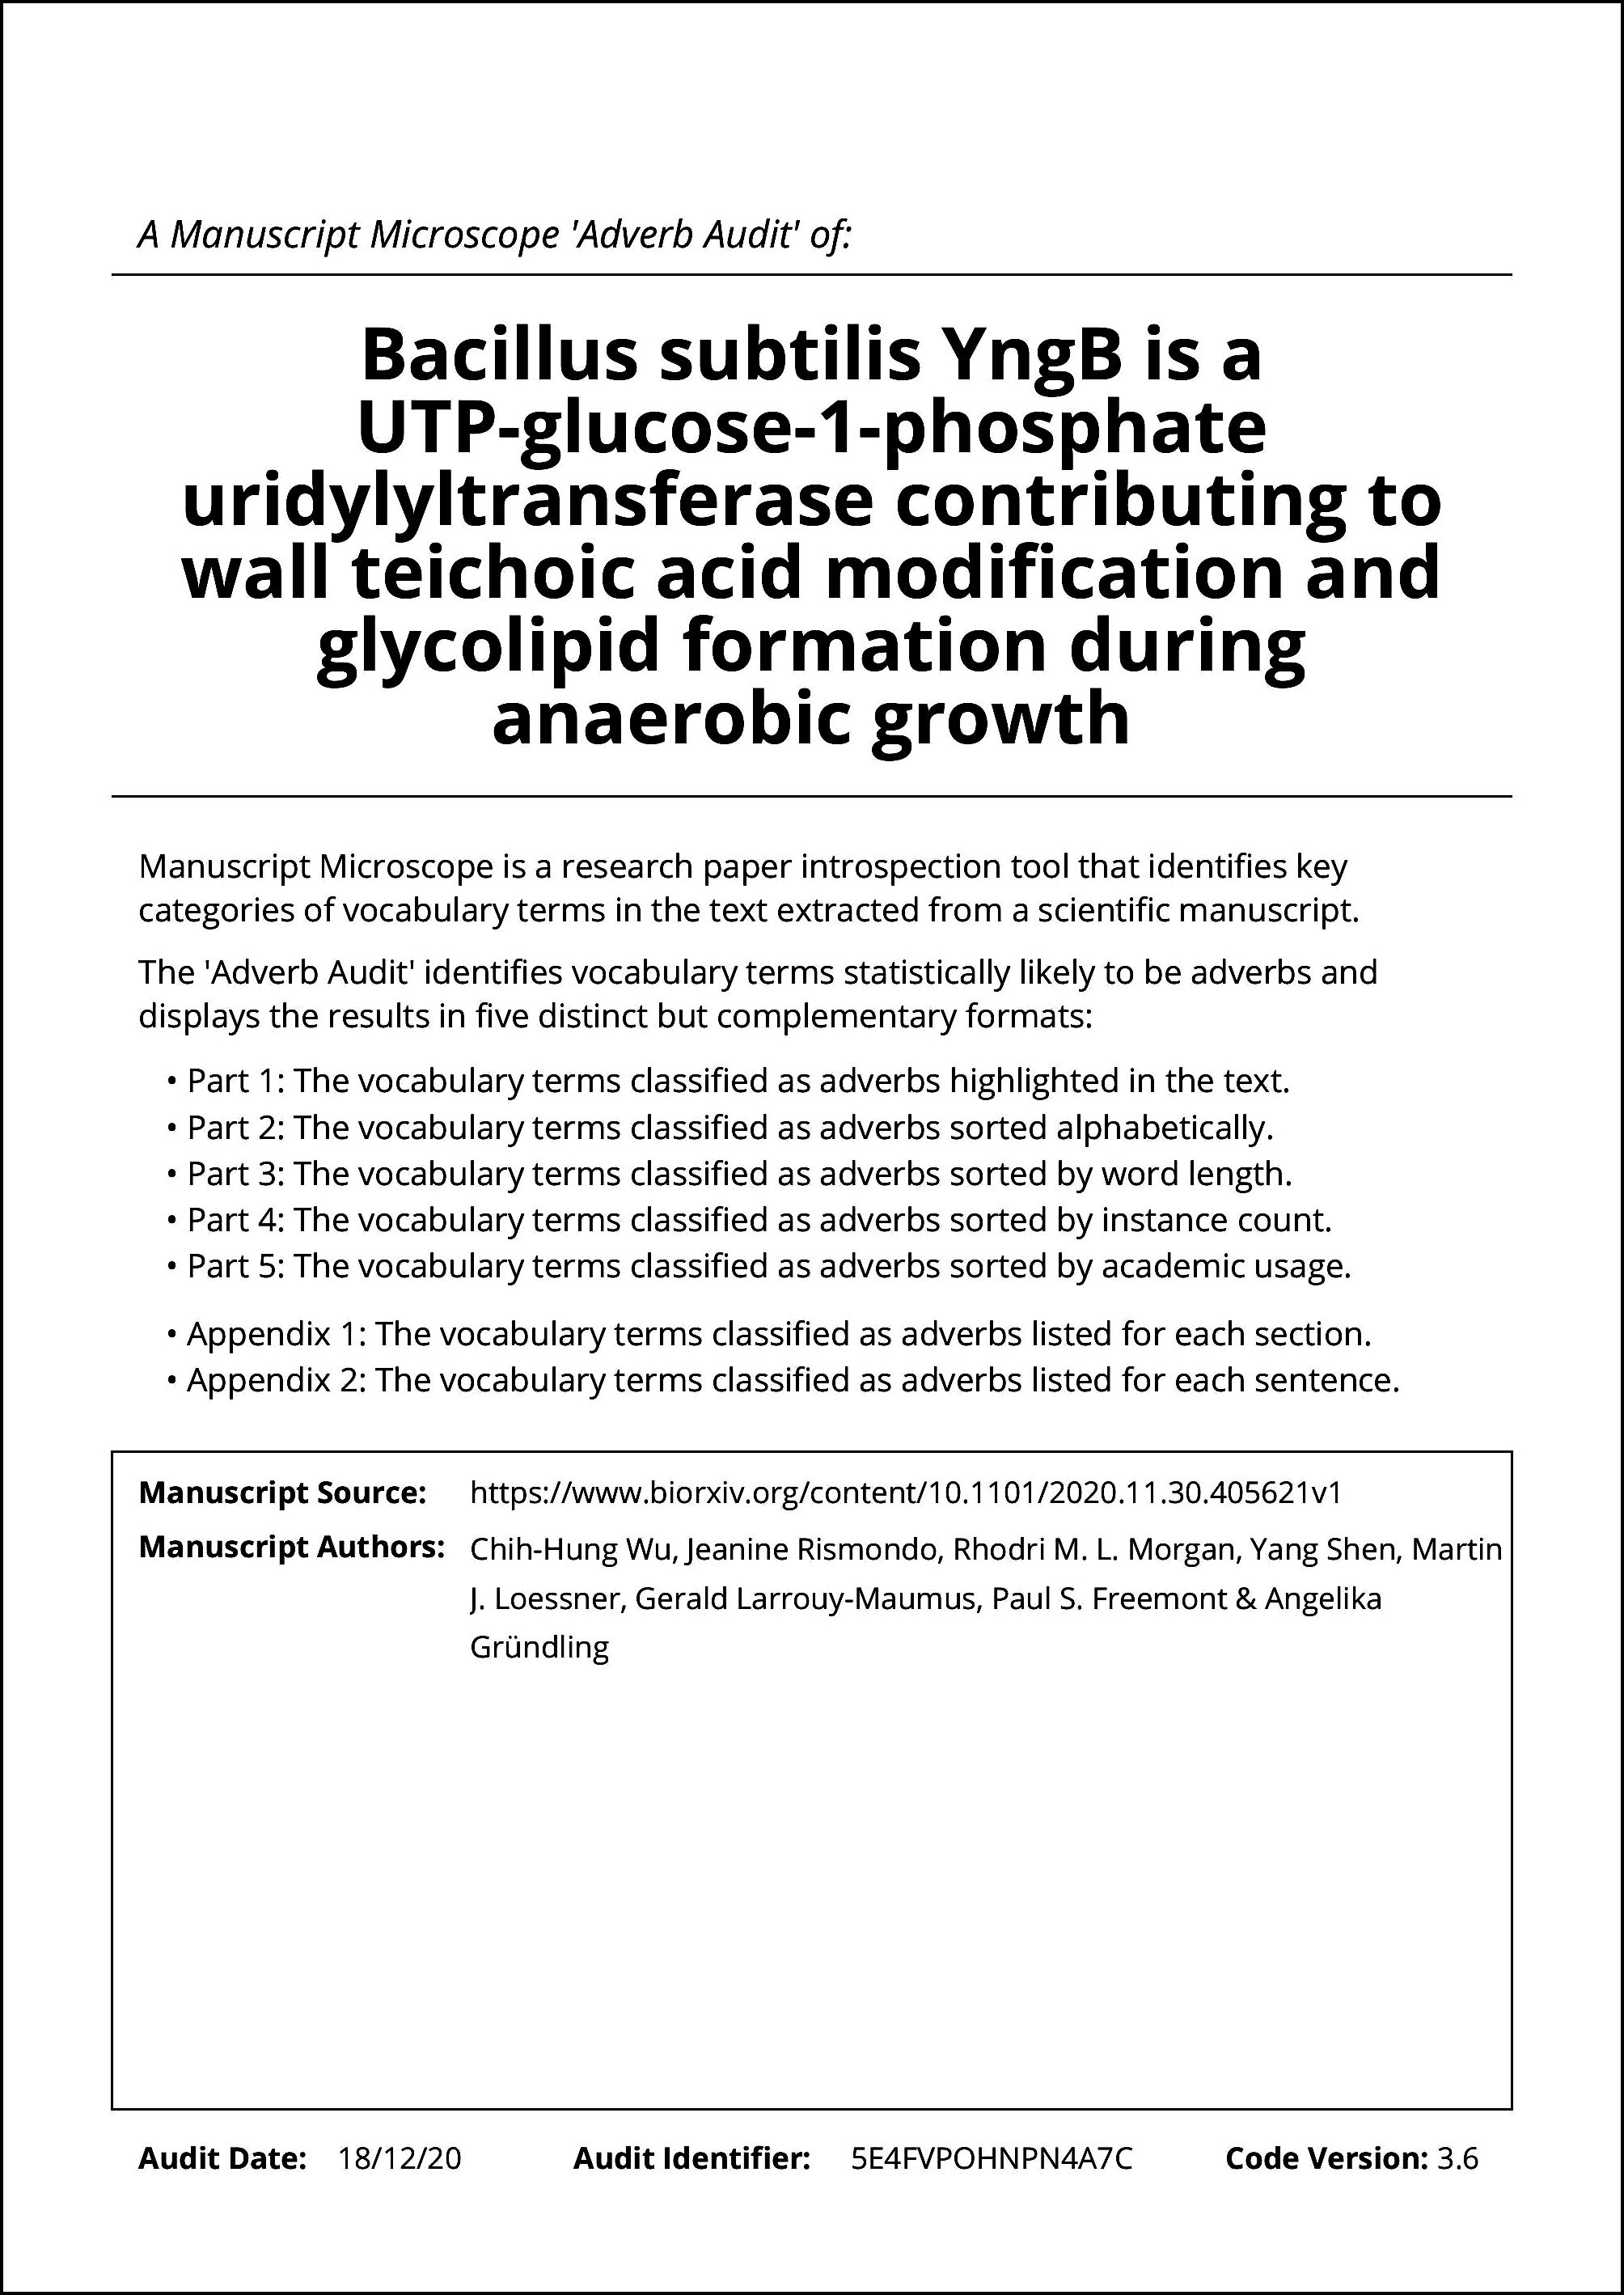 A Manuscript Microscope 'Adverb Audit' of:
Bacillus subtilis YngB is a
UTP-glucose-1-phosphate
uridylyltransferase contributing to
wall teichoic acid modification and
glycolipid formation during
anaerobic growth
Manuscript Microscope is a research paper introspection tool that identifies key
categories of vocabulary terms in the text extracted from a scientific manuscript.
The 'Adverb Audit' identifies vocabulary terms statistically likely to be adverbs and
displays the results in five distinct but complementary formats:
• Part 1: The vocabulary terms classified as adverbs highlighted in the text.
• Part 2: The vocabulary terms classified as adverbs sorted alphabetically.
• Part 3: The vocabulary terms classified as adverbs sorted by word length.
• Part 4: The vocabulary terms classified as adverbs sorted by instance count.
• Part 5: The vocabulary terms classified as adverbs sorted by academic usage.
• Appendix 1: The vocabulary terms classified as adverbs listed for each section.
• Appendix 2: The vocabulary terms classified as adverbs listed for each sentence.
Manuscript Source: https://www.biorxiv.org/content/10.1101/2020.11.30.405621v1
Manuscript Authors: Chih-Hung Wu, Jeanine Rismondo, Rhodri M. L. Morgan, Yang Shen, Martin
J. Loessner, Gerald Larrouy-Maumus, Paul S. Freemont & Angelika
Gründling
Audit Date: 18/12/20 Audit Identifier: 5E4FVPOHNPN4A7C Code Version: 3.6